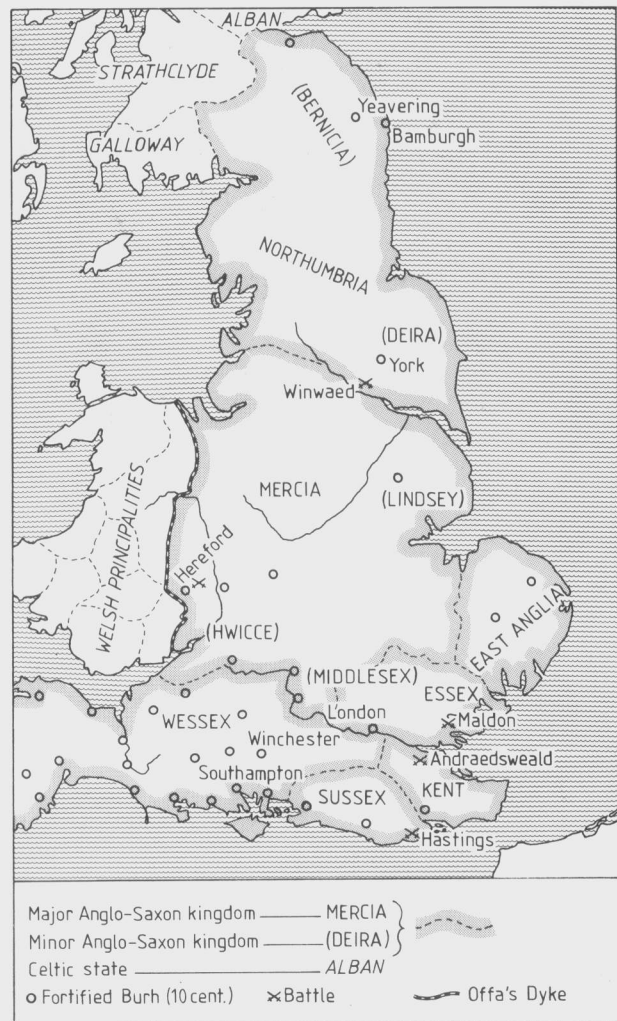 ALBAN
STRATHCLYDE
(BERNICIA)
Yeavering
Bamburgh
GALLOWAY
NORTHUMBRIA
(DEIRA)
York
Winwaed
MERCIA
(LINDSEY)
WELSH PRINCIPALITIES
Hereford
(HWICCE)
EAST ANGLIA
(MIDDLESEX)
ESSEX
London
Maldon
WESSEX
Winchester
Andraedsweald
Southampton
SUSSEX
KENT
Hastings
Major Anglo-Saxon kingdom MERCIA
Minor Anglo-Saxon kingdom (DEIRA)
Celtic state ALBAN
Fortified Burh (10 cent.) Battle Offa's Dyke